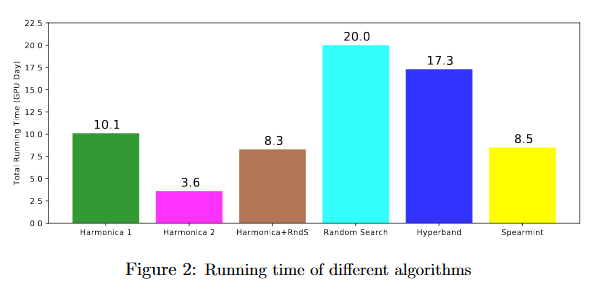 22.5
20.0
17.5
15.0
12.5
10.0
7.5
5.0
2.5
0.0
Total Running Time (GPU Day)
10.1
3.6
8.3
20.0
17.3
8.5
Harmonica 1
Harmonica 2
Harmonica+RndS
Random Search
Hyperband
Spearmint
Figure 2: Running time of different algorithms